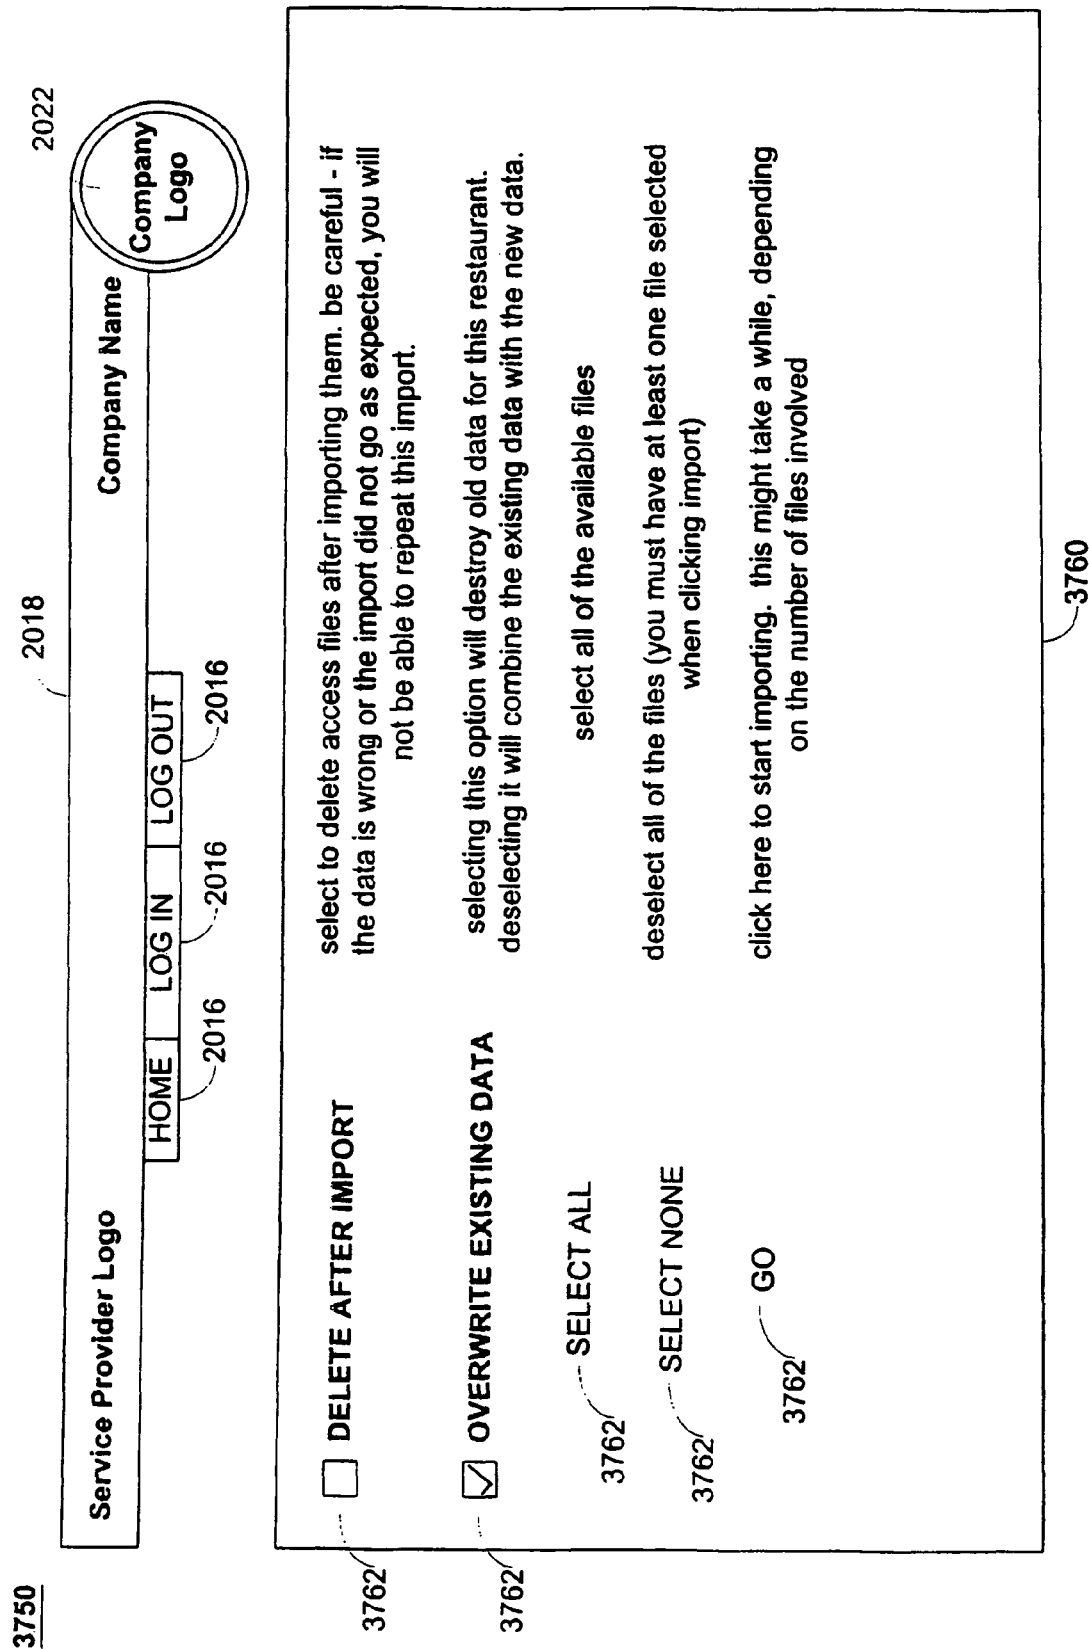 3750
2018
2022
Service Provider Logo
Company Name
Company
Logo
HOME
LOG IN
LOG OUT
2016
2016
2016
3762
DELETE AFTER IMPORT
select to delete access files after importing them. be careful - if
the data is wrong or the import did not go as expected, you will
not be able to repeat this import.
3762
OVERWRITE EXISTING DATA
selecting this option will destroy old data for this restaurant.
deselecting it will combine the existing data with the new data.
SELECT ALL
3762
select all of the available files
SELECT NONE
3762
deselect all of the files (you must have at least one file selected
when clicking import)
GO
3762
click here to start importing. this might take a while, depending
on the number of files involved
3760